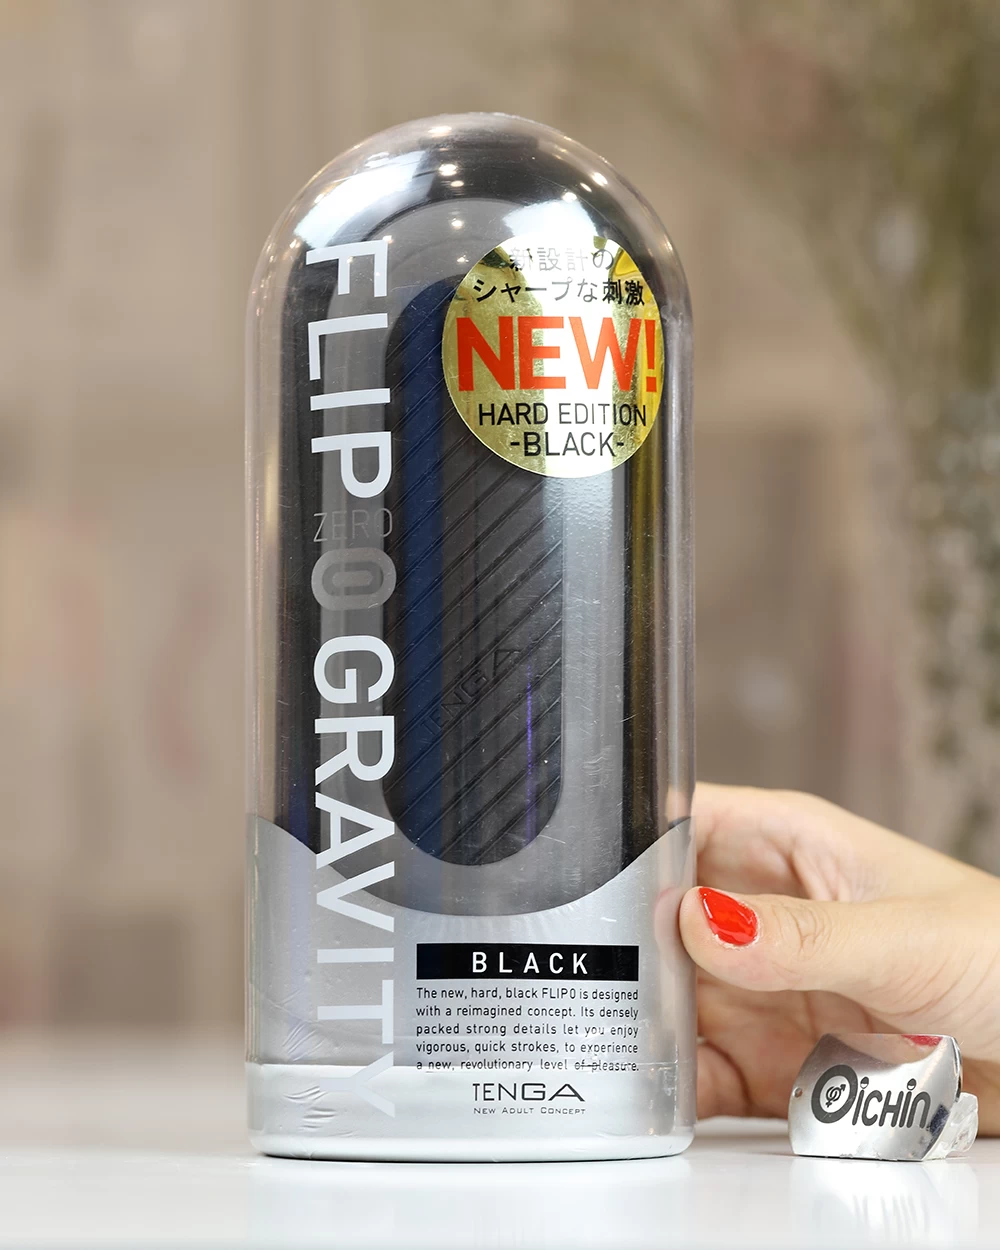 FLIP 0 GRAVITY
ZERO
新設計の
シャープな刺激
NEW!
HARD EDITION
-BLACK-
TENGA
BLACK
The new, hard, black FLIP0 is designed
with a reimagined concept. Its densely
packed strong details let you enjoy
vigorous, quick strokes, to experience
a new, revolutionary level of pleasure.
TENGA
NEW ADULT CONCEPT
Oichin